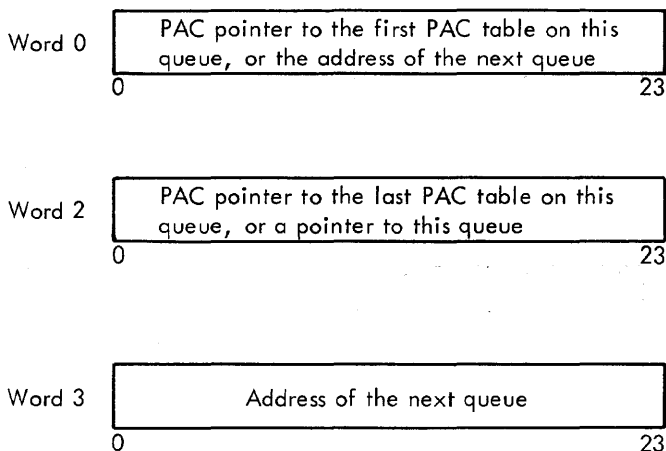 Word 0
PAC pointer to the first PAC table on this
queue, or the address of the next queue
0 23
Word 2
PAC pointer to the last PAC table on this
queue, or a pointer to this queue
0 23
Word 3
Address of the next queue
0 23